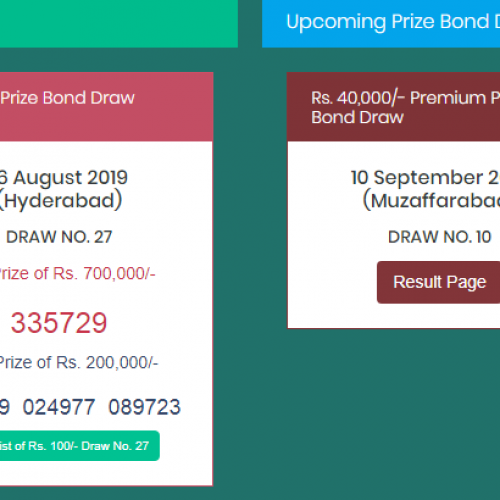 Upcoming Prize Bond D
Prize Bond Draw
6 August 2019
(Hyderabad)
DRAW NO. 27
Prize of Rs. 700,000/-
335729
Prize of Rs. 200,000/-
9 024977 089723
ist of Rs. 100/- Draw No. 27
Rs. 40,000/- Premium P
Bond Draw
10 September 2
(Muzaffaraba
DRAW NO. 10
Result Page